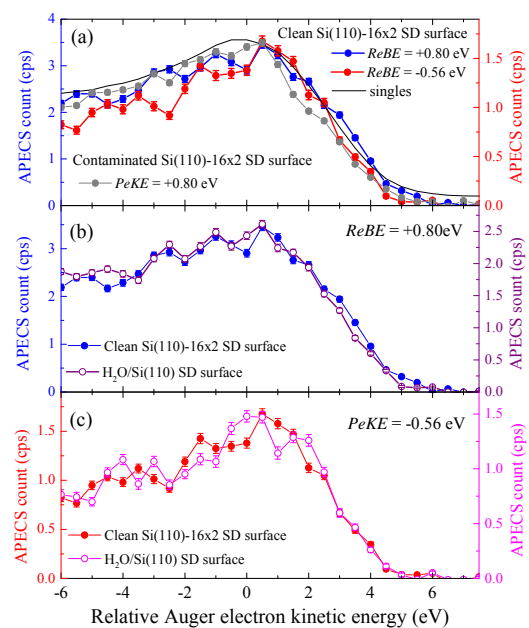 (a)
Clean Si(110)-16x2 SD surface
ReBE = +0.80 eV
ReBE = -0.56 eV
singles
Contaminated Si(110)-16x2 SD surface
PeKE = +0.80 eV
APECS count (cps)
4
3
2
1
0
APECS count (cps)
1.5
1.0
0.5
0.0
(b)
ReBE = +0.80eV
Clean Si(110)-16x2 SD surface
H2O/Si(110) SD surface
APECS count (cps)
3
2
1
0
APECS sount (cps)
2.5
2.0
1.5
1.0
0.5
0.0
(c)
PeKE = -0.56 eV
Clean Si(110)-16x2 SD surface
H2O/Si(110) SD surface
APECS count (cps)
1.5
1.0
0.5
0.0
APECS count (cps)
1.5
1.0
0.5
0.0
-6 -4 -2 0 2 4 6
Relative Auger electron kinetic energy (eV)